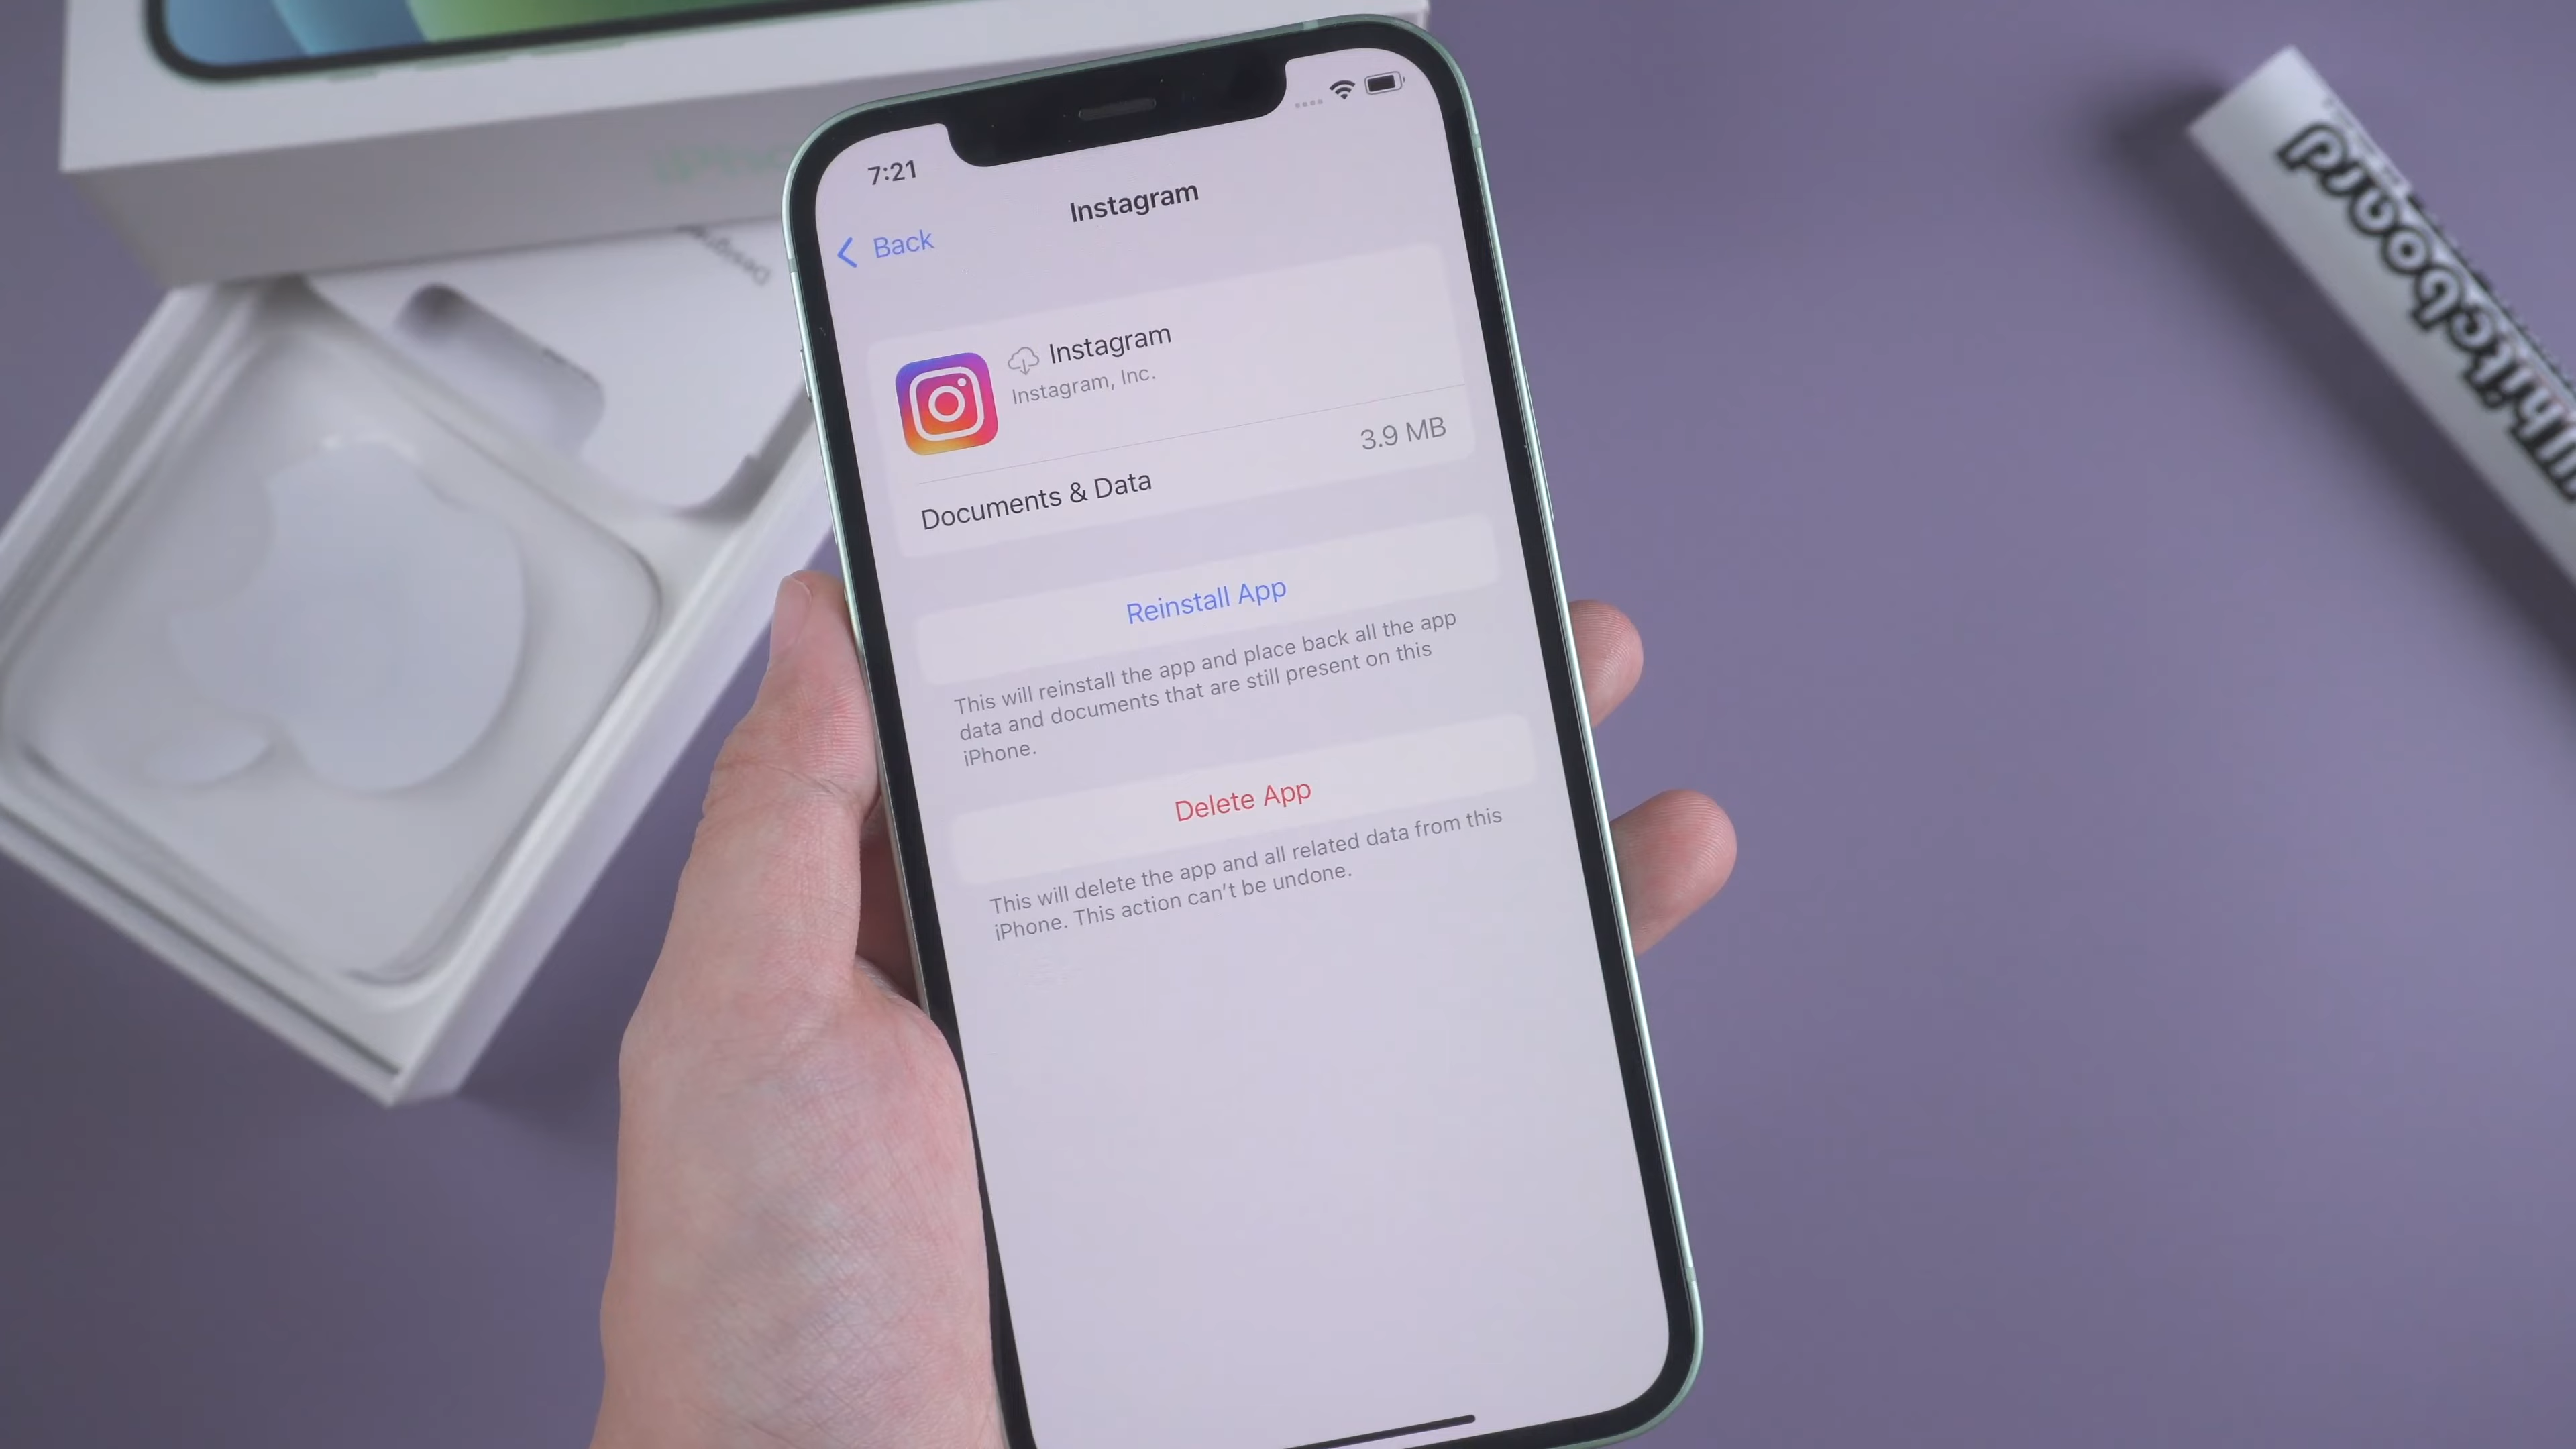 7:21
Instagram
Back
Instagram
Instagram, Inc.
Documents & Data
3.9 MB
Reinstall App
This will reinstall the app and place back all the app
data and documents that are still present on this
iPhone.
Delete App
This will delete the app and all related data from this
iPhone. This action can't be undone.
Whiteboard